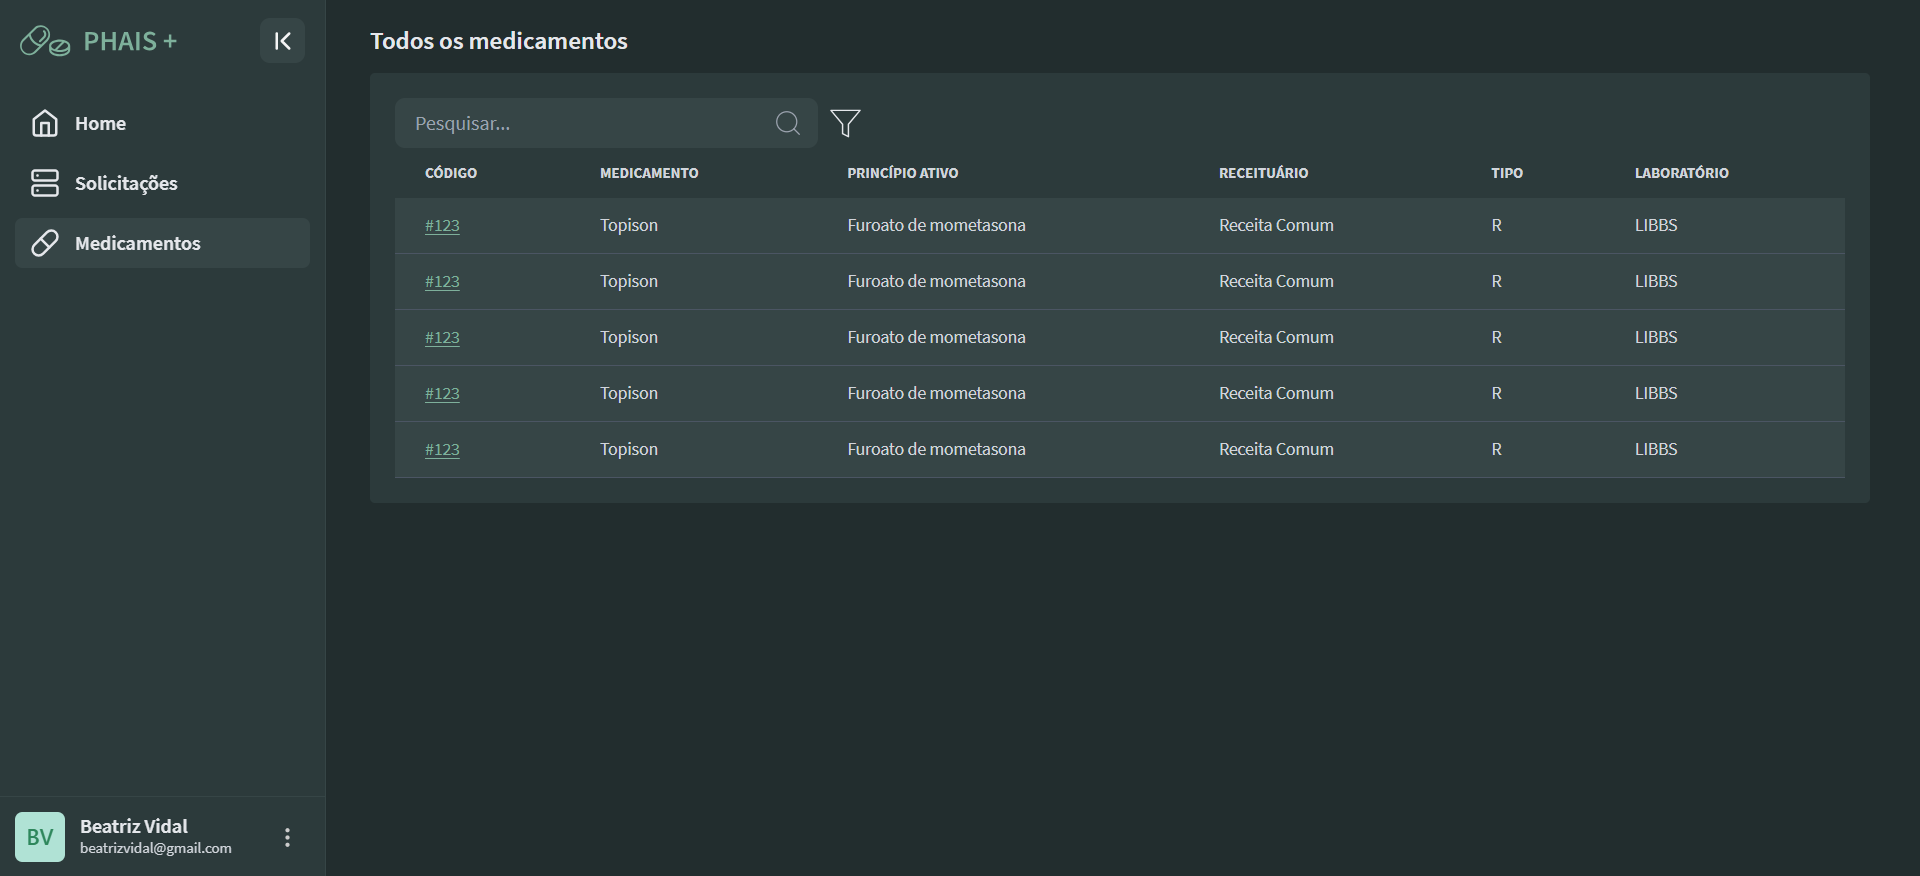 PHAIS +
Home
Solicitações
Medicamentos
Todos os medicamentos
Pesquisar...
CÓDIGO MEDICAMENTO PRINCÍPIO ATIVO RECEITUÁRIO TIPO LABORATÓRIO
#123 Topison Furoato de mometasona Receita Comum R LIBBS
#123 Topison Furoato de mometasona Receita Comum R LIBBS
#123 Topison Furoato de mometasona Receita Comum R LIBBS
#123 Topison Furoato de mometasona Receita Comum R LIBBS
#123 Topison Furoato de mometasona Receita Comum R LIBBS
BV
Beatriz Vidal
beatrizvidal@gmail.com